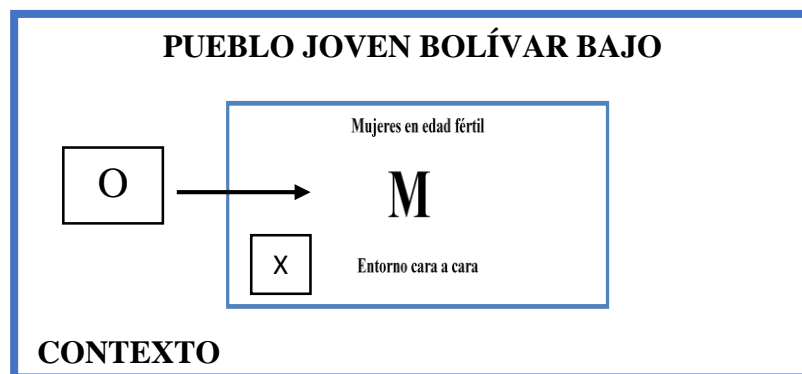 PUEBLO JOVEN BOLÍVAR BAJO
Mujeres en edad fértil
O
M
X
Entorno cara a cara
CONTEXTO